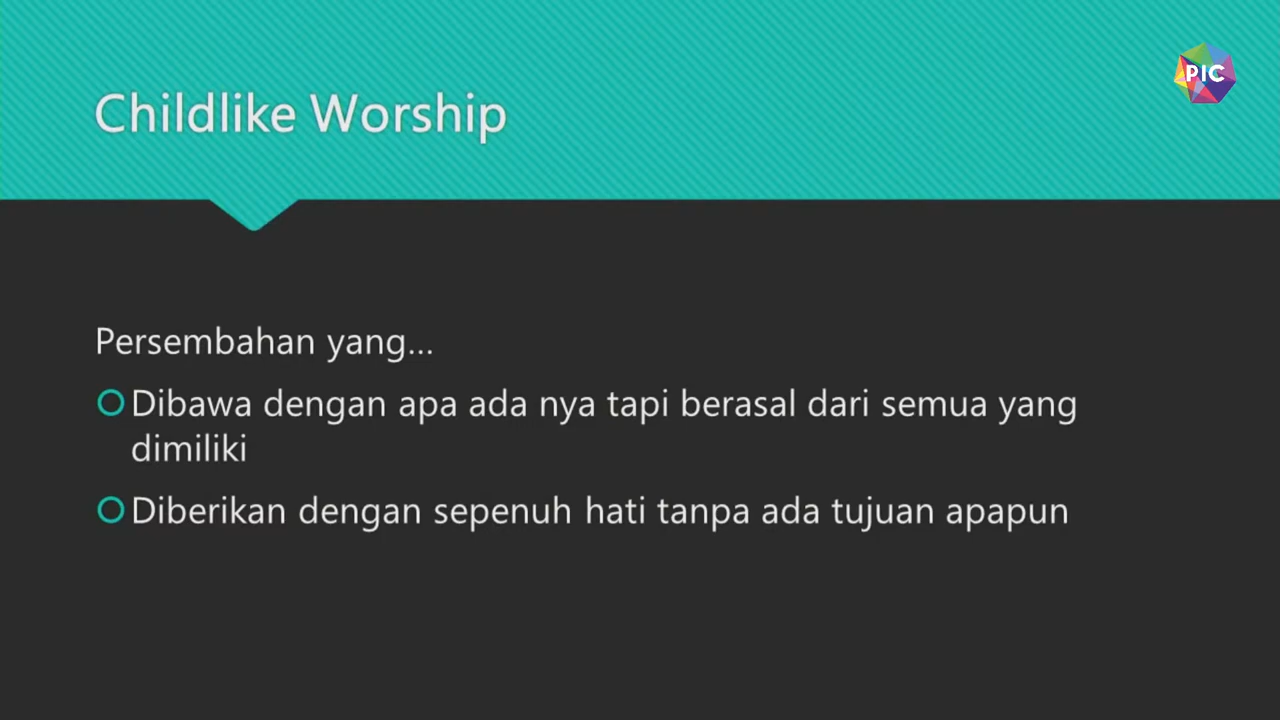 PIC
Childlike Worship
Persembahan yang...
Dibawa dengan apa ada nya tapi berasal dari semua yang
dimiliki
Diberikan dengan sepenuh hati tanpa ada tujuan apapun